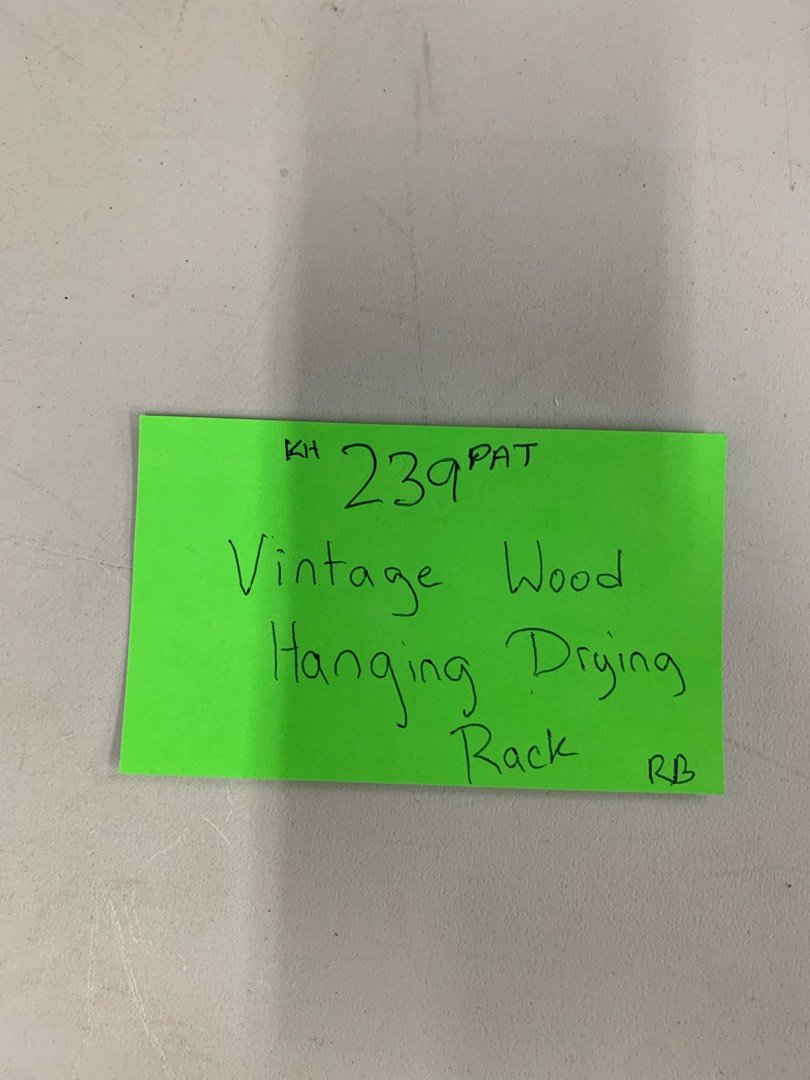 KH 239 PAT
Vintage Wood
Hanging Drying
Rack RB